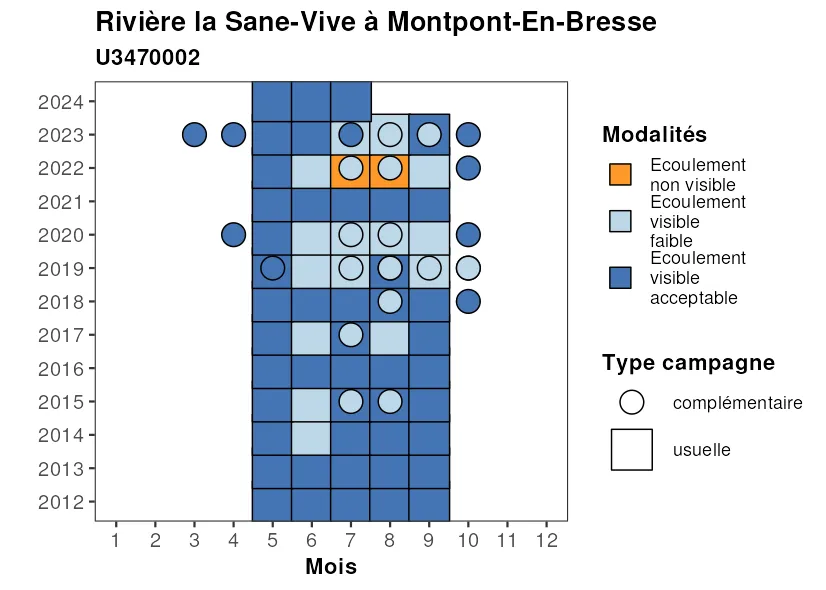 Rivière la Sane-Vive à Montpont-En-Bresse
U3470002
2024
2023
2022
2021
2020
2019
2018
2017
2016
2015
2014
2013
2012
1 2 3 4 5 6 7 8 9 10 11 12
Mois
Modalités
Ecoulement
non visible
Ecoulement
visible
faible
Ecoulement
visible
acceptable
Type campagne
complémentaire
usuelle